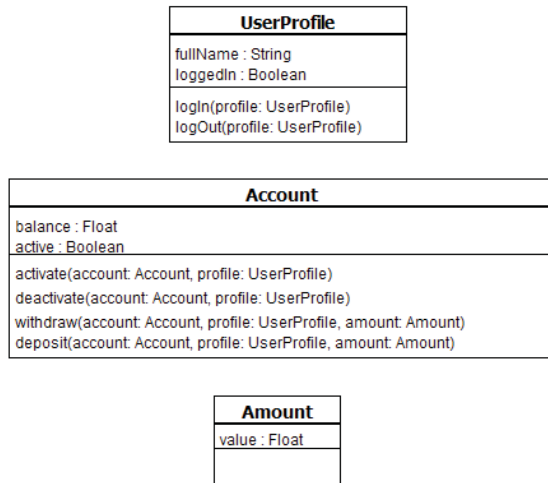 UserProfile
fullName : String
loggedIn : Boolean
logIn(profile: UserProfile)
logOut(profile: UserProfile)
Account
balance : Float
active : Boolean
activate(account: Account, profile: UserProfile)
deactivate(account: Account, profile: UserProfile)
withdraw(account: Account, profile: UserProfile, amount: Amount)
deposit(account: Account, profile: UserProfile, amount: Amount)
Amount
value : Float